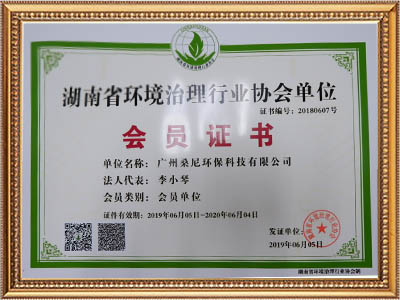 湖南省环境治理行业协会单位
证书编号：20180607号
会员证书
单位名称：广州桑尼环保科技有限公司
法人代表：李小琴
会员类别：会员单位
证件有效期：2019年06月05日~2020年06月04日
发证单位：
2019年06月05日
湖南省环境治理行业协会制